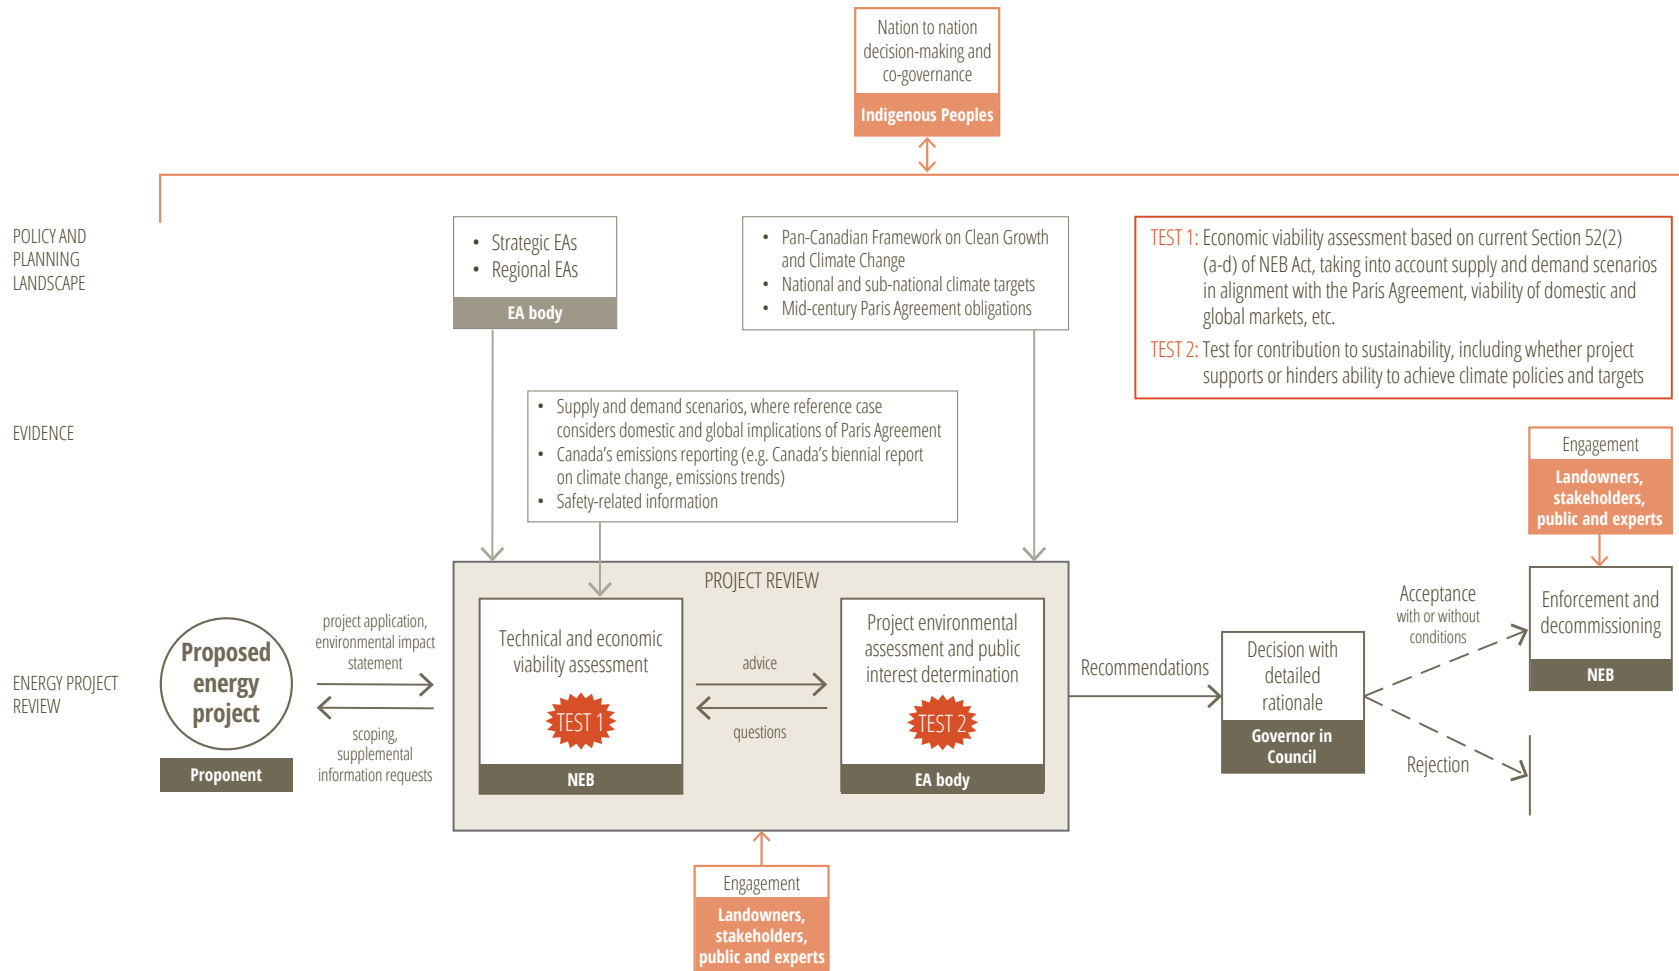 Nation to nation
decision-making and
co-governance
Indigenous Peoples
POLICY AND
PLANNING
LANDSCAPE
• Strategic EAs
• Regional EAs
EA body
• Pan-Canadian Framework on Clean Growth
and Climate Change
• National and sub-national climate targets
• Mid-century Paris Agreement obligations
TEST 1: Economic viability assessment based on current Section 52(2)
(a-d) of NEB Act, taking into account supply and demand scenarios
in alignment with the Paris Agreement, viability of domestic and
global markets, etc.
TEST 2: Test for contribution to sustainability, including whether project
supports or hinders ability to achieve climate policies and targets
EVIDENCE
• Supply and demand scenarios, where reference case
considers domestic and global implications of Paris Agreement
• Canada's emissions reporting (e.g. Canada's biennial report
on climate change, emissions trends)
• Safety-related information
Engagement
Landowners,
stakeholders,
public and experts
ENERGY PROJECT
REVIEW
Proposed
energy
project
Proponent
project application,
environmental impact
statement
scoping,
supplemental
information requests
PROJECT REVIEW
Technical and economic
viability assessment
TEST 1
NEB
advice
questions
Project environmental
assessment and public
interest determination
TEST 2
EA body
Recommendations
Decision with
detailed
rationale
Governor in
Council
Acceptance
with or without
conditions
Rejection
Enforcement and
decommissioning
NEB
Engagement
Landowners,
stakeholders,
public and experts